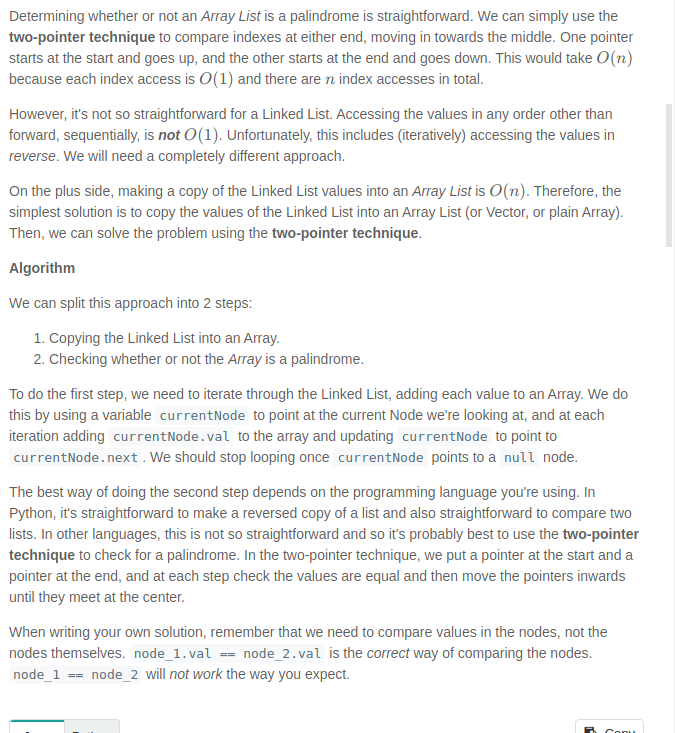 Determining whether or not an Array List is a palindrome is straightforward. We can simply use the
two-pointer technique to compare indexes at either end, moving in towards the middle. One pointer
starts at the start and goes up, and the other starts at the end and goes down. This would take O(n)
because each index access is O(1) and there are n index accesses in total.
However, it's not so straightforward for a Linked List. Accessing the values in any order other than
forward, sequentially, is not O(1). Unfortunately, this includes (iteratively) accessing the values in
reverse. We will need a completely different approach.
On the plus side, making a copy of the Linked List values into an Array List is O(n). Therefore, the
simplest solution is to copy the values of the Linked List into an Array List (or Vector, or plain Array).
Then, we can solve the problem using the two-pointer technique.
Algorithm
We can split this approach into 2 steps:
1. Copying the Linked List into an Array.
2. Checking whether or not the Array is a palindrome.
To do the first step, we need to iterate through the Linked List, adding each value to an Array. We do
this by using a variable currentNode to point at the current Node we're looking at, and at each
iteration adding currentNode.val to the array and updating currentNode to point to
currentNode.next . We should stop looping once currentNode points to a null node.
The best way of doing the second step depends on the programming language you're using. In
Python, it's straightforward to make a reversed copy of a list and also straightforward to compare two
lists. In other languages, this is not so straightforward and so it's probably best to use the two-pointer
technique to check for a palindrome. In the two-pointer technique, we put a pointer at the start and a
pointer at the end, and at each step check the values are equal and then move the pointers inwards
until they meet at the center.
When writing your own solution, remember that we need to compare values in the nodes, not the
nodes themselves. node_1.val == node_2.val is the correct way of comparing the nodes.
node_1 == node_2 will not work the way you expect.
Copy